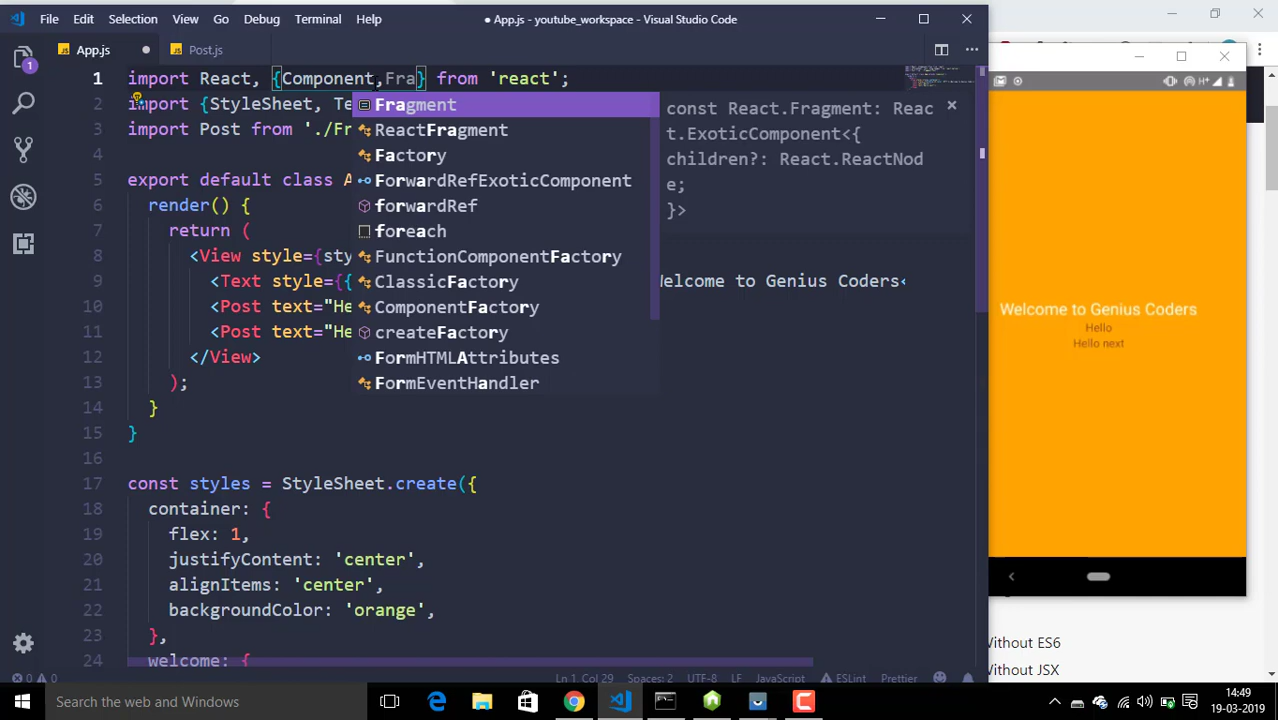 File Edit Selection View Go Debug Terminal Help
● App.js - youtube_workspace - Visual Studio Code
App.js
Post.js
1 import React, {Component,Fra} from 'react';
2 import {StyleSheet, Te
3 import Post from './Fr
4
5 export default class A
6 render() {
7 return (
8 <View style={sty
9 <Text style={{ Welcome to Genius Coders<
10 <Post text="He
11 <Post text="He
12 </View>
13 );
14 }
15 }
16
17 const styles = StyleSheet.create({
18 container: {
19 flex: 1,
20 justifyContent: 'center',
21 alignItems: 'center',
22 backgroundColor: 'orange',
23 },
24 welcome: {
Fragment
ReactFragment
Factory
ForwardRefExoticComponent
forwardRef
foreach
FunctionComponentFactory
ClassicFactory
ComponentFactory
createFactory
FormHTMLAttributes
FormEventHandler
const React.Fragment: Reac
t.ExoticComponent<{
children?: React.ReactNod
e;
}>
1
0 0
Ln 1, Col 29 Spaces: 2 UTF-8 LF JavaScript ESLint Prettier
H+
Welcome to Genius Coders
Hello
Hello next
Without ES6
Without JSX
Search the web and Windows
14:49
19-03-2019